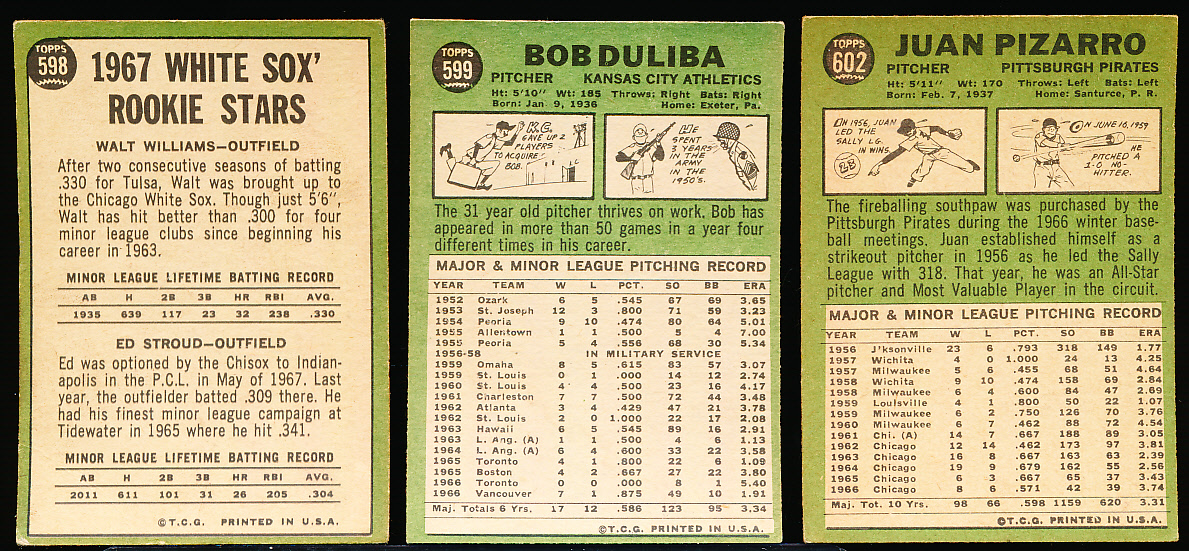 TOPPS
598
1967 WHITE SOX'
ROOKIE STARS
WALT WILLIAMS—OUTFIELD
After two consecutive seasons of batting
.330 for Tulsa, Walt was brought up to
the Chicago White Sox. Though just 5'6",
Walt has hit better than .300 for four
minor league clubs since beginning his
career in 1963.
MINOR LEAGUE LIFETIME BATTING RECORD
AB H 2B 3B HR RBI AVG.
1935 639 117 23 32 238 .330
ED STROUD—OUTFIELD
Ed was optioned by the Chisox to Indian-
apolis in the P.C.L. in May of 1967. Last
year, the outfielder batted .309 there. He
had his finest minor league campaign at
Tidewater in 1965 where he hit .341.
MINOR LEAGUE LIFETIME BATTING RECORD
AB H 2B 3B HR RBI AVG.
2011 611 101 31 26 205 .304
©T.C.G. PRINTED IN U.S.A.
TOPPS
599
BOB DULIBA
PITCHER KANSAS CITY ATHLETICS
Ht: 5'10" Wt: 185 Throws: Right Bats: Right
Born: Jan. 9, 1936 Home: Exeter, Pa.
K.C.
GAVE UP 2
PLAYERS
TO ACQUIRE
BOB.
HE
SPENT
3 YEARS
IN THE
ARMY
IN THE
1950'S.
The 31 year old pitcher thrives on work. Bob has
appeared in more than 50 games in a year four
different times in his career.
MAJOR & MINOR LEAGUE PITCHING RECORD
YEAR TEAM W L PCT. SO BB ERA
1952 Ozark 6 5 .545 67 69 3.65
1953 St. Joseph 12 3 .800 71 59 3.23
1954 Peoria 9 10 .474 80 64 5.01
1955 Allentown 1 1 .500 5 4 7.00
1955 Peoria 5 4 .556 68 30 5.34
1956-58 IN MILITARY SERVICE
1959 Omaha 8 5 .615 83 57 3.07
1959 St. Louis 0 1 .000 14 12 2.74
1960 St. Louis 4 4 .500 23 16 4.17
1961 Charleston 7 7 .500 72 44 3.48
1962 Atlanta 3 4 .429 47 21 3.78
1962 St. Louis 2 0 1.000 22 17 2.08
1963 Hawaii 6 5 .545 89 16 2.91
1963 L. Ang. (A) 1 1 .500 4 6 1.13
1964 L. Ang. (A) 6 4 .600 33 22 3.58
1965 Toronto 4 1 .800 22 6 1.09
1965 Boston 4 2 .667 27 22 3.80
1966 Toronto 0 0 .000 8 1 5.40
1966 Vancouver 7 1 .875 49 10 1.91
Maj. Totals 6 Yrs. 17 12 .586 123 95 3.34
©T.C.G. PRINTED IN U.S.A.
TOPPS
602
JUAN PIZARRO
PITCHER PITTSBURGH PIRATES
Ht: 5'11" Wt: 170 Throws: Left Bats: Left
Born: Feb. 7, 1937 Home: Santurce, P. R.
IN 1956, JUAN
LED THE
SALLY LG.
IN WINS.
23
ON JUNE 10, 1959
HE
PITCHED A
1-0 NO-
HITTER.
The fireballing southpaw was purchased by the
Pittsburgh Pirates during the 1966 winter base-
ball meetings. Juan established himself as a
strikeout pitcher in 1956 as he led the Sally
League with 318. That year, he was an All-Star
pitcher and Most Valuable Player in the circuit.
MAJOR & MINOR LEAGUE PITCHING RECORD
YEAR TEAM W L PCT. SO BB ERA
1956 J'ksonville 23 6 .793 318 149 1.77
1957 Wichita 4 0 1.000 24 13 4.25
1957 Milwaukee 5 6 .455 68 51 4.64
1958 Wichita 9 10 .474 158 69 2.84
1958 Milwaukee 6 4 .600 84 47 2.69
1959 Louisville 4 1 .800 50 22 1.07
1959 Milwaukee 6 2 .750 126 70 3.76
1960 Milwaukee 6 7 .462 88 72 4.54
1961 Chi. (A) 14 7 .667 188 89 3.05
1962 Chicago 12 14 .462 173 97 3.81
1963 Chicago 16 8 .667 163 63 2.39
1964 Chicago 19 9 .679 162 55 2.56
1965 Chicago 6 3 .667 65 37 3.43
1966 Chicago 8 6 .571 42 39 3.74
Maj. Tot. 10 Yrs. 98 66 .598 1159 620 3.31
©T.C.G. PRINTED IN U.S.A.